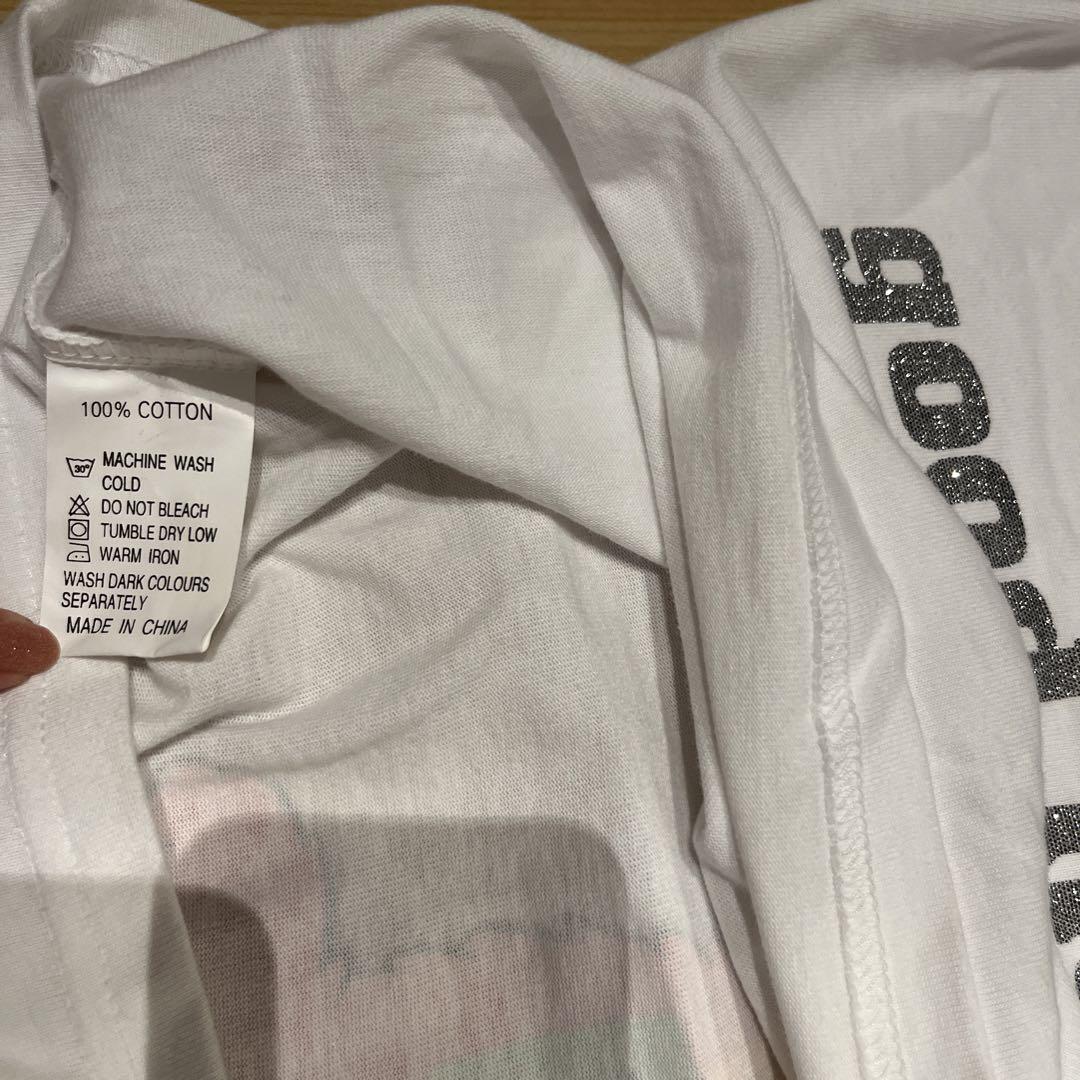 100% COTTON
30°
MACHINE WASH
COLD
DO NOT BLEACH
TUMBLE DRY LOW
WARM IRON
WASH DARK COLOURS
SEPARATELY
MADE IN CHINA
good